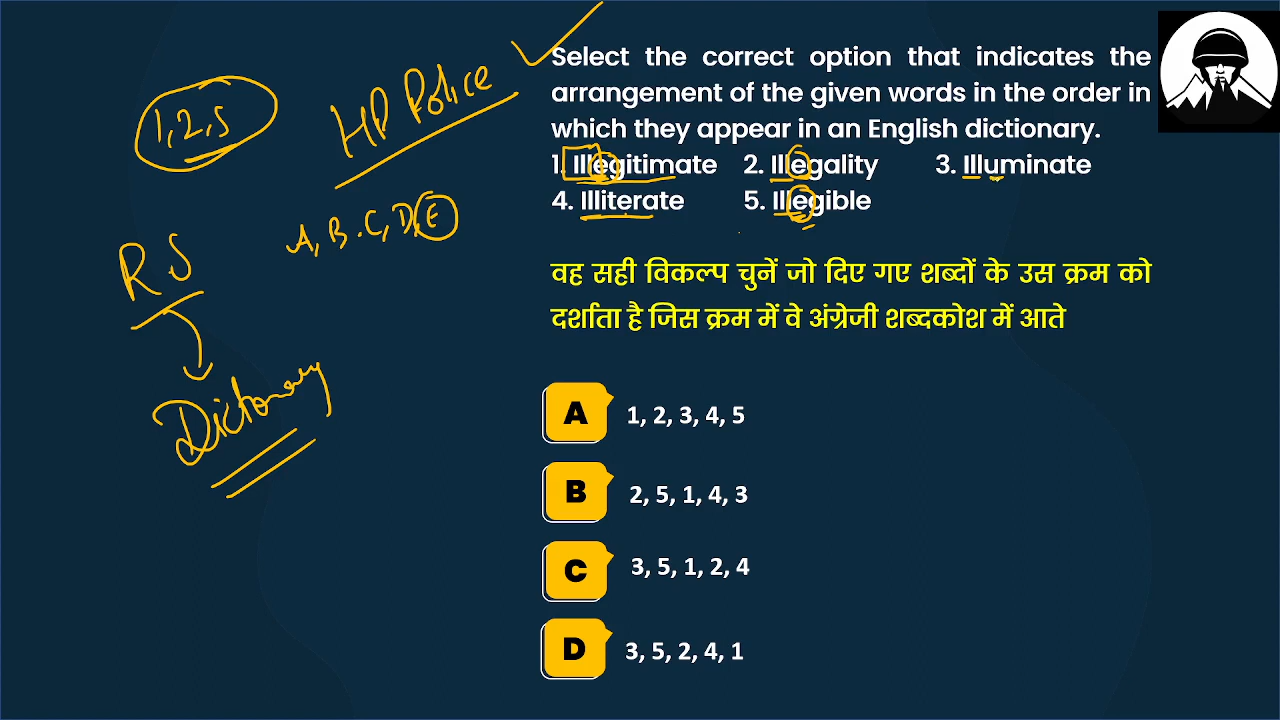 1, 2, 5
HP Police
A, B, C, D, E
R S
Dictionary
Select the correct option that indicates the
arrangement of the given words in the order in
which they appear in an English dictionary.
1. Illegitimate 2. Illegality 3. Illuminate
4. Illiterate 5. Illegible
वह सही विकल्प चुनें जो दिए गए शब्दों के उस क्रम को
दर्शाता है जिस क्रम में वे अंग्रेजी शब्दकोश में आते
A 1, 2, 3, 4, 5
B 2, 5, 1, 4, 3
C 3, 5, 1, 2, 4
D 3, 5, 2, 4, 1